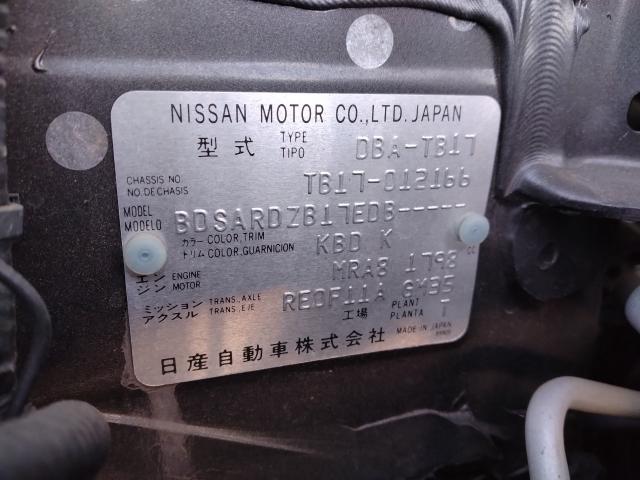 NISSAN MOTOR CO.,LTD. JAPAN
型式 TYPE TIPO DBA-TB17
CHASSIS NO. NO.DECHASIS TB17-012166
MODEL MODELO BDSARDZB17EDB-----
カラー COLOR,TRIM トリム COLOR,GUARNICION KBD K
エンジン ENGINE MOTOR MRA8 1798 CC
ミッション アクスル TRANS.,AXLE TRANS.,EJE RE0F11A GM35
工場 PLANT PLANTA T
日産自動車株式会社 MADE IN JAPAN